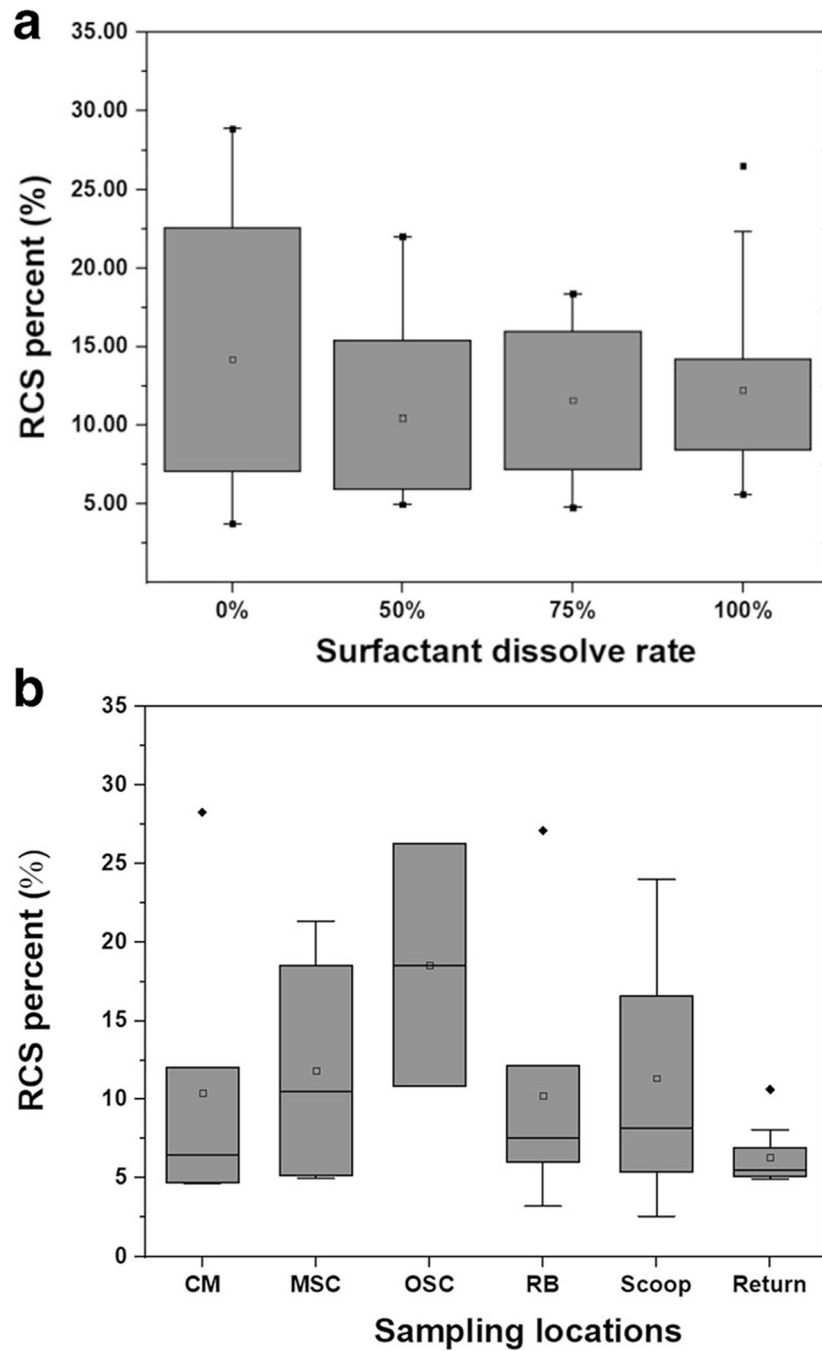 a
35.00
30.00
25.00
20.00
15.00
10.00
5.00
RCS percent (%)
0% 50% 75% 100%
Surfactant dissolve rate
b
35
30
25
20
15
10
5
0
RCS percent (%)
CM MSC OSC RB Scoop Return
Sampling locations